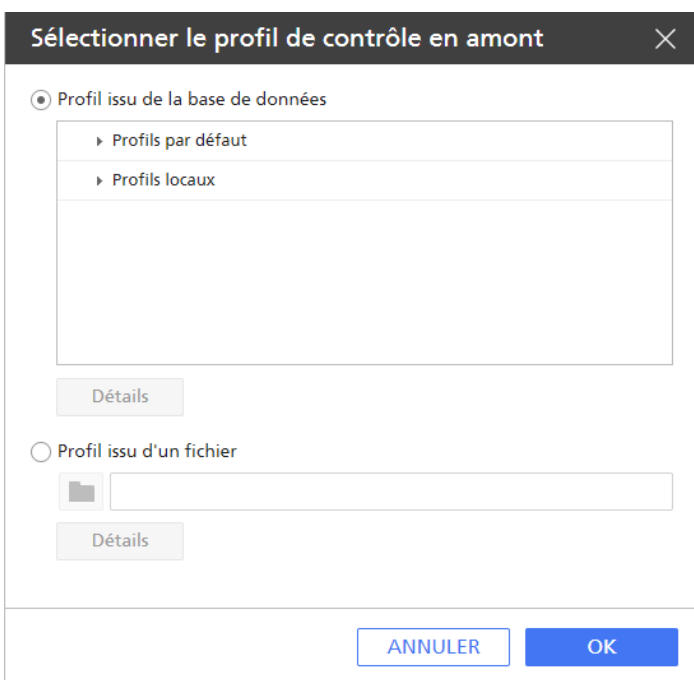 Sélectionner le profil de contrôle en amont
Profil issu de la base de données
Profils par défaut
Profils locaux
Détails
Profil issu d'un fichier
Détails
ANNULER OK